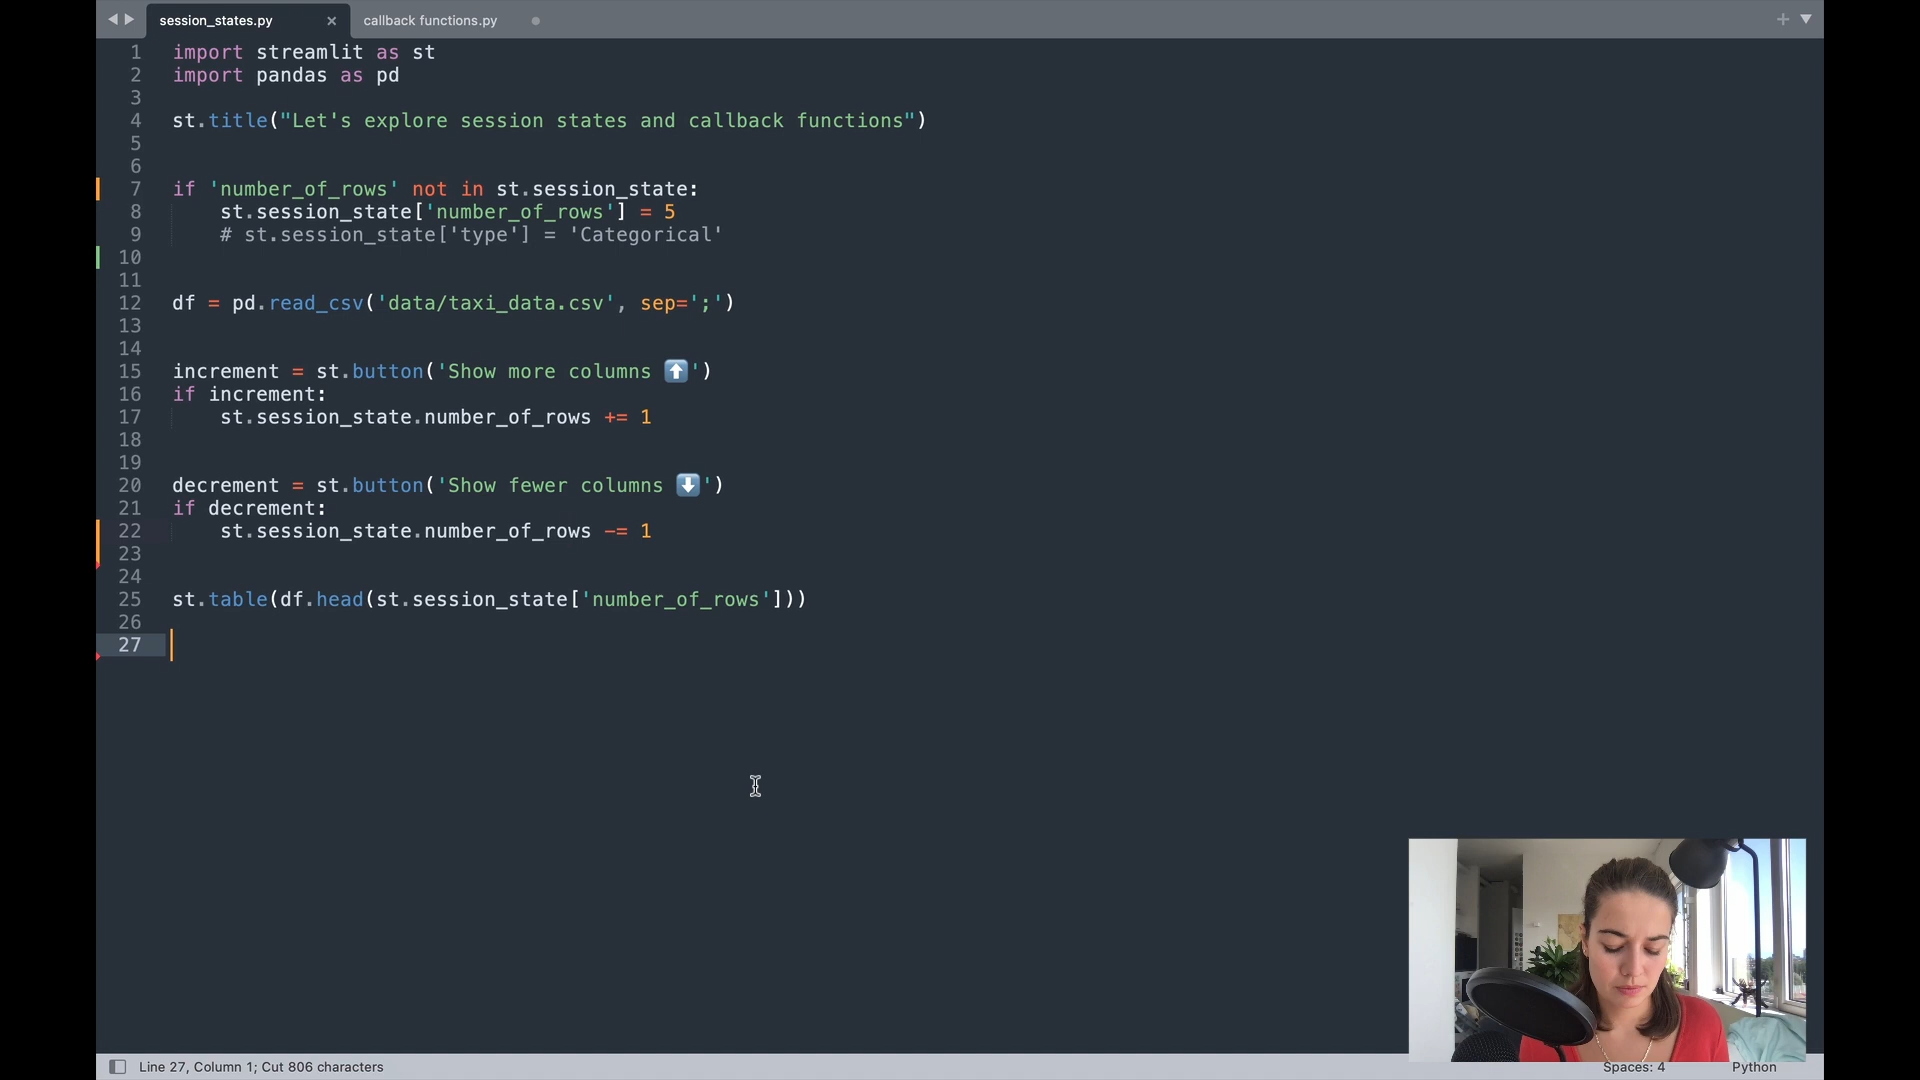 session_states.py × callback functions.py
1 import streamlit as st
2 import pandas as pd
3
4 st.title("Let's explore session states and callback functions")
5
6
7 if 'number_of_rows' not in st.session_state:
8 st.session_state['number_of_rows'] = 5
9 # st.session_state['type'] = 'Categorical'
10
11
12 df = pd.read_csv('data/taxi_data.csv', sep=';')
13
14
15 increment = st.button('Show more columns ⬆️')
16 if increment:
17 st.session_state.number_of_rows += 1
18
19
20 decrement = st.button('Show fewer columns ⬇️')
21 if decrement:
22 st.session_state.number_of_rows -= 1
23
24
25 st.table(df.head(st.session_state['number_of_rows']))
26
27
Line 27, Column 1; Cut 806 characters
Spaces: 4 Python